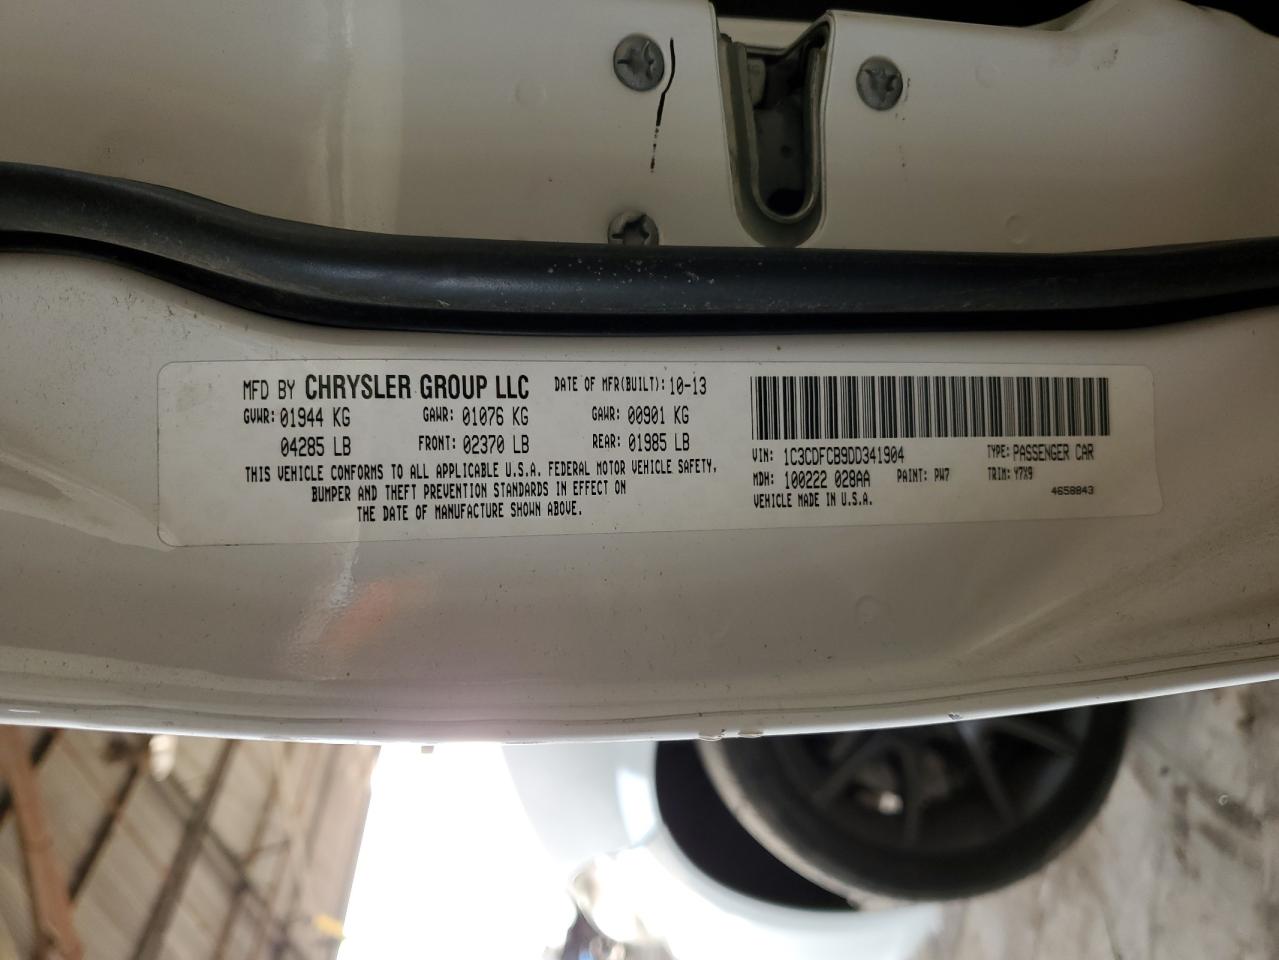 MFD BY CHRYSLER GROUP LLC DATE OF MFR(BUILT): 10-13
GVWR: 01944 KG GAWR: 01076 KG GAWR: 00901 KG
04285 LB FRONT: 02370 LB REAR: 01985 LB
THIS VEHICLE CONFORMS TO ALL APPLICABLE U.S.A. FEDERAL MOTOR VEHICLE SAFETY,
BUMPER AND THEFT PREVENTION STANDARDS IN EFFECT ON
THE DATE OF MANUFACTURE SHOWN ABOVE.
VIN: 1C3CDFCB9DD341904 TYPE: PASSENGER CAR
MDH: 100222 028AA PAINT: PW7 TRIM: Y7X9
VEHICLE MADE IN U.S.A. 4658843